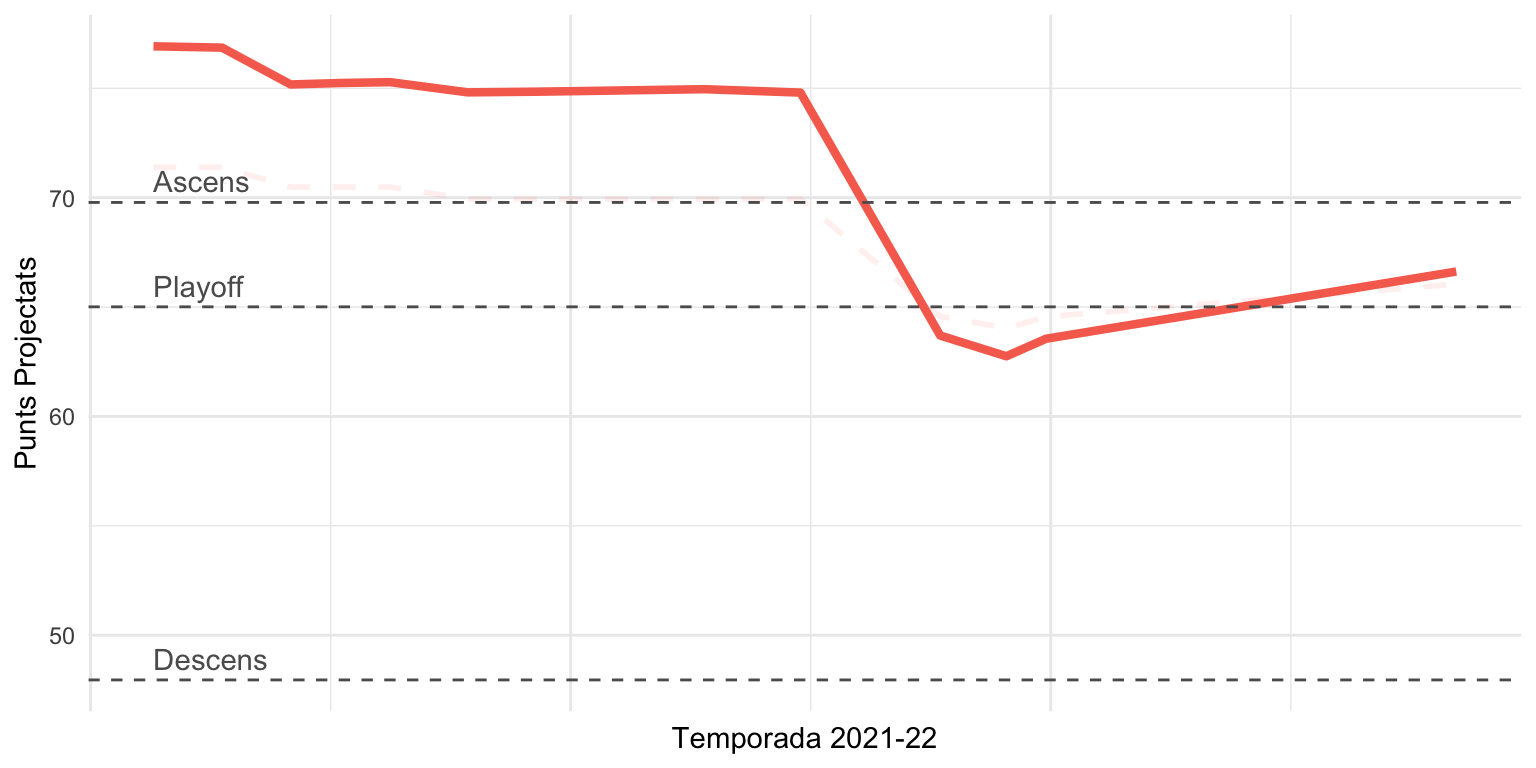 Ascens
70
Playoff
Punts Projectats
60
50
Descens
Temporada 2021-22